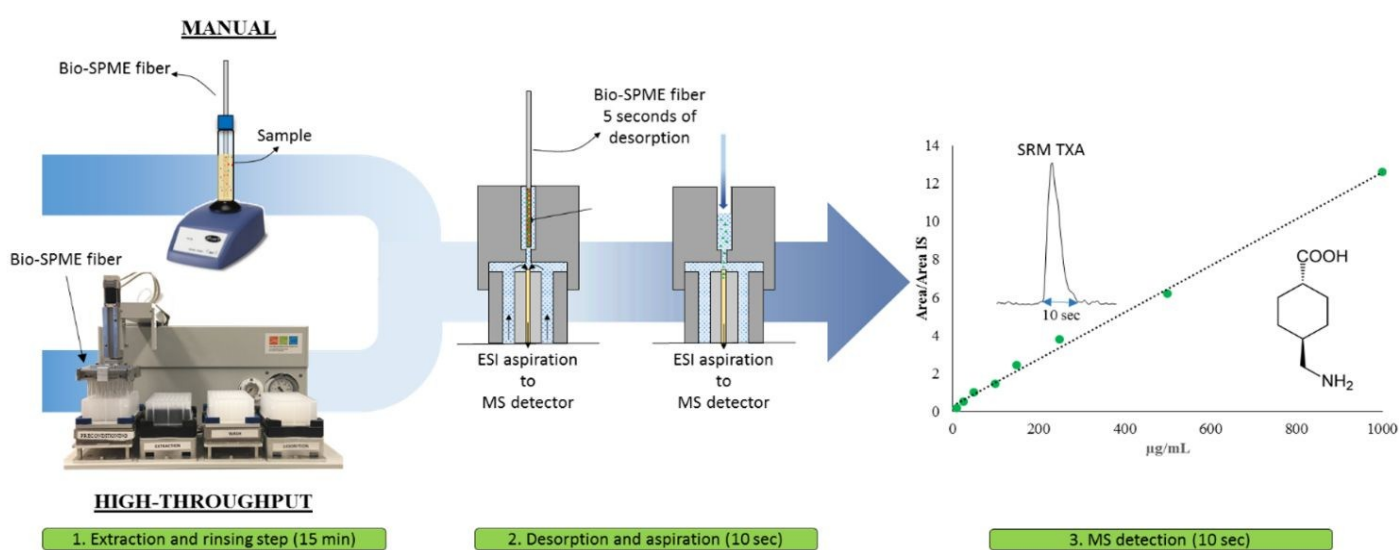 MANUAL
Bio-SPME fiber
Sample
Bio-SPME fiber
PRECONDITIONING
EXTRACTION
WASH
HIGH-THROUGHPUT
1. Extraction and rinsing step (15 min)
Bio-SPME fiber
5 seconds of
desorption
ESI aspiration
to
MS detector
ESI aspiration
to
MS detector
2. Desorption and aspiration (10 sec)
Area/Area IS
14
12
10
8
6
4
2
0
0
200
400
600
800
1000
µg/mL
SRM TXA
10 sec
COOH
NH2
3. MS detection (10 sec)